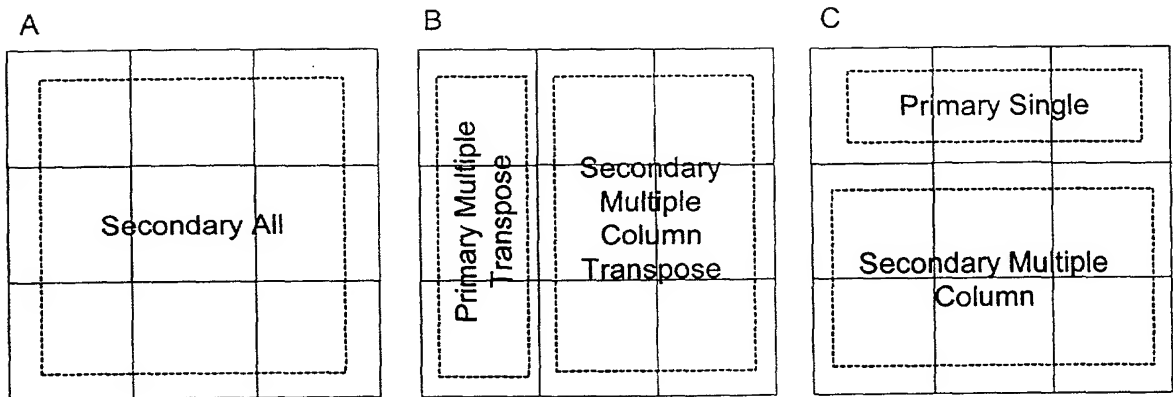 A
Secondary All
B
Primary Multiple
Transpose
Secondary
Multiple
Column
Transpose
C
Primary Single
Secondary Multiple
Column